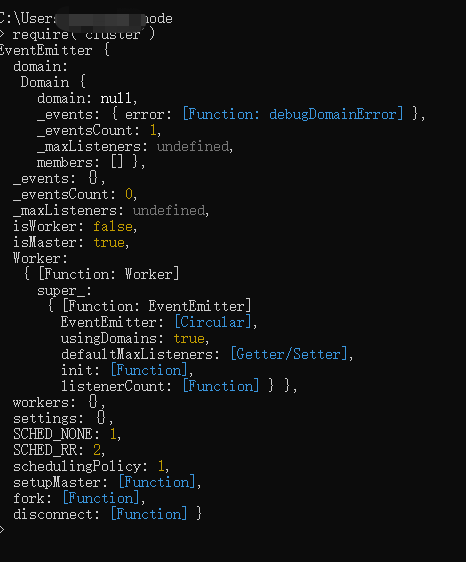 C:\Users node
> require('cluster')
EventEmitter {
  domain:
   Domain {
     domain: null,
     _events: { error: [Function: debugDomainError] },
     _eventsCount: 1,
     _maxListeners: undefined,
     members: [] },
  _events: {},
  _eventsCount: 0,
  _maxListeners: undefined,
  isWorker: false,
  isMaster: true,
  Worker:
   { [Function: Worker]
     super_:
      { [Function: EventEmitter]
        EventEmitter: [Circular],
        usingDomains: true,
        defaultMaxListeners: [Getter/Setter],
        init: [Function],
        listenerCount: [Function] } },
  workers: {},
  settings: {},
  SCHED_NONE: 1,
  SCHED_RR: 2,
  schedulingPolicy: 1,
  setupMaster: [Function],
  fork: [Function],
  disconnect: [Function] }
>